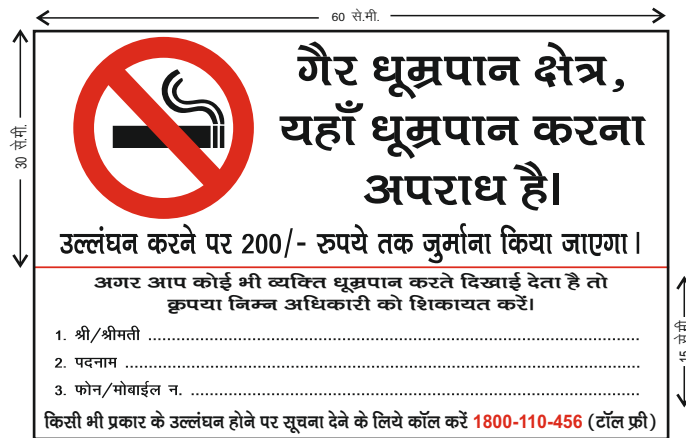 60 से.मी.
30 से.मी.
गैर धूम्रपान क्षेत्र,
यहाँ धूम्रपान करना
अपराध है।
उल्लंघन करने पर 200/- रुपये तक जुर्माना किया जाएगा।
अगर आप कोई भी व्यक्ति धूम्रपान करते दिखाई देता है तो
कृपया निम्न अधिकारी को शिकायत करें।
15 से.मी.
1. श्री/श्रीमती ........................................................
2. पदनाम ........................................................
3. फोन/मोबाईल न. ........................................................
किसी भी प्रकार के उल्लंघन होने पर सूचना देने के लिये कॉल करें 1800-110-456 (टॉल फ्री)